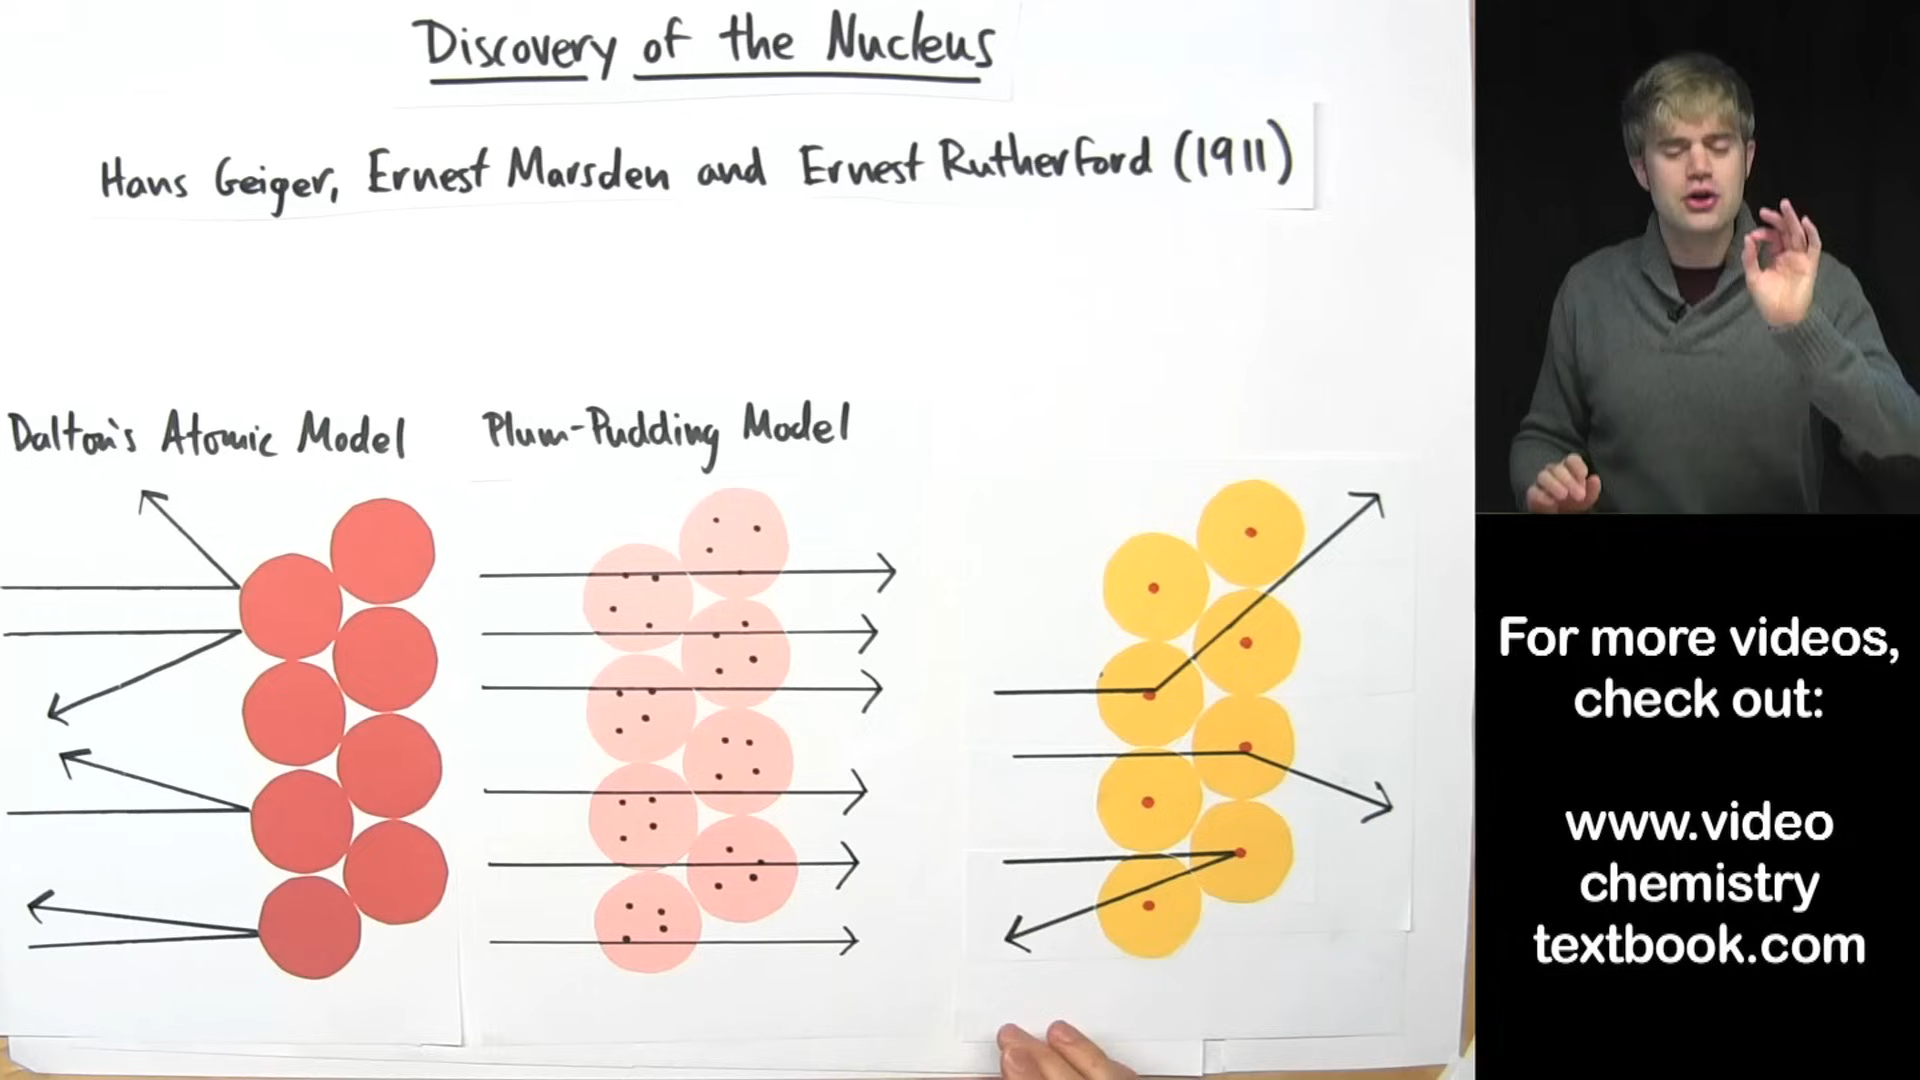 Discovery of the Nucleus
Hans Geiger, Ernest Marsden and Ernest Rutherford (1911)
Dalton's Atomic Model
Plum-Pudding Model
For more videos,
check out:
www.video
chemistry
textbook.com